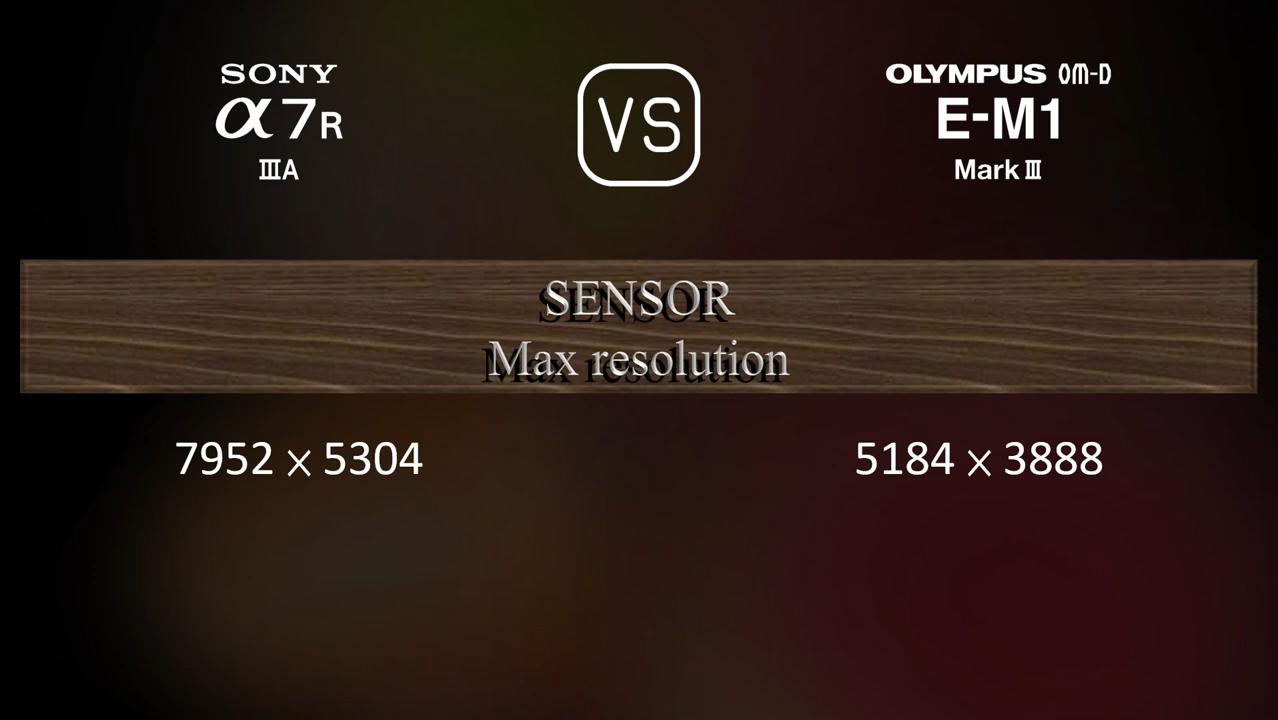 SONY
α7R
IIIA
VS
OLYMPUS OM-D
E-M1
Mark III
SENSOR
Max resolution
7952 x 5304
5184 x 3888